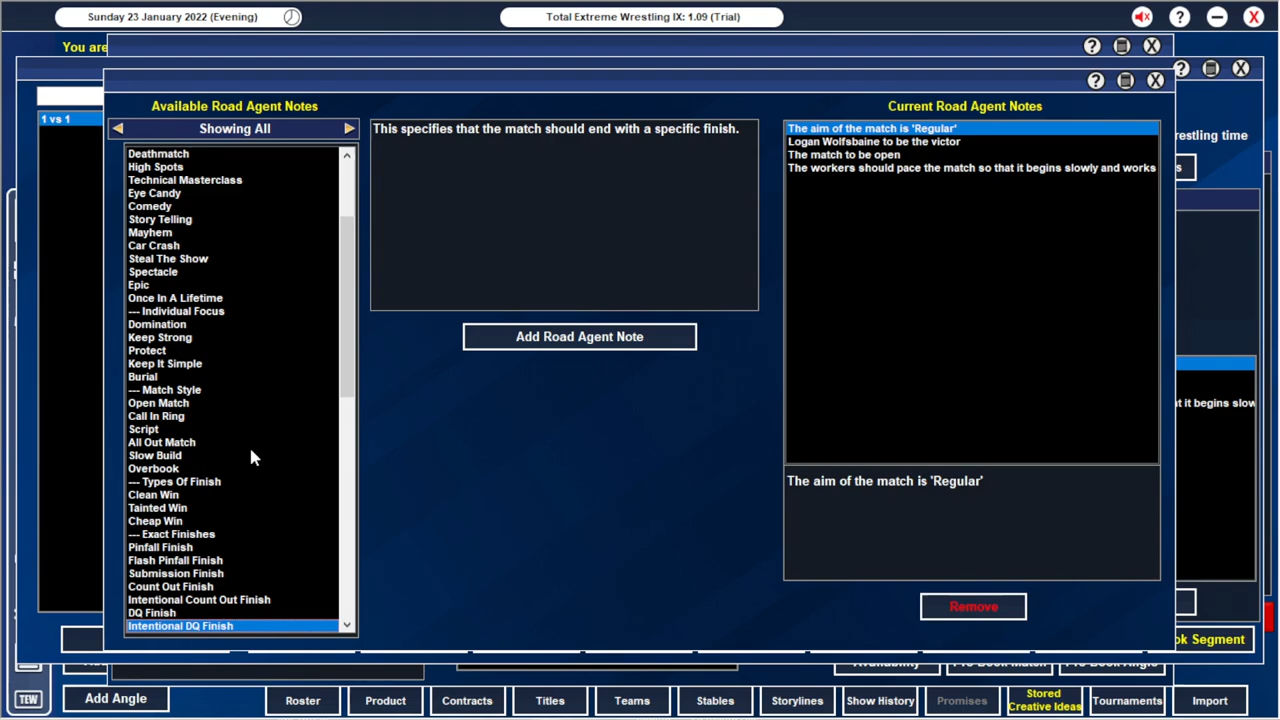 Sunday 23 January 2022 (Evening)
Total Extreme Wrestling IX: 1.09 (Trial)
You are
Available Road Agent Notes
Showing All
Deathmatch
High Spots
Technical Masterclass
Eye Candy
Comedy
Story Telling
Mayhem
Car Crash
Steal The Show
Spectacle
Epic
Once In A Lifetime
--- Individual Focus
Domination
Keep Strong
Protect
Keep It Simple
Burial
--- Match Style
Open Match
Call In Ring
Script
All Out Match
Slow Build
Overbook
--- Types Of Finish
Clean Win
Tainted Win
Cheap Win
--- Exact Finishes
Pinfall Finish
Flash Pinfall Finish
Submission Finish
Count Out Finish
Intentional Count Out Finish
DQ Finish
Intentional DQ Finish
This specifies that the match should end with a specific finish.
Add Road Agent Note
Current Road Agent Notes
The aim of the match is 'Regular'
Logan Wolfsbaine to be the victor
The match to be open
The workers should pace the match so that it begins slowly and works
The aim of the match is 'Regular'
Remove
1 vs 1
restling time
s
t it begins slow
ok Segment
TEW
Add Angle
Roster
Product
Contracts
Titles
Teams
Stables
Storylines
Show History
Promises
Stored
Creative Ideas
Tournaments
Import